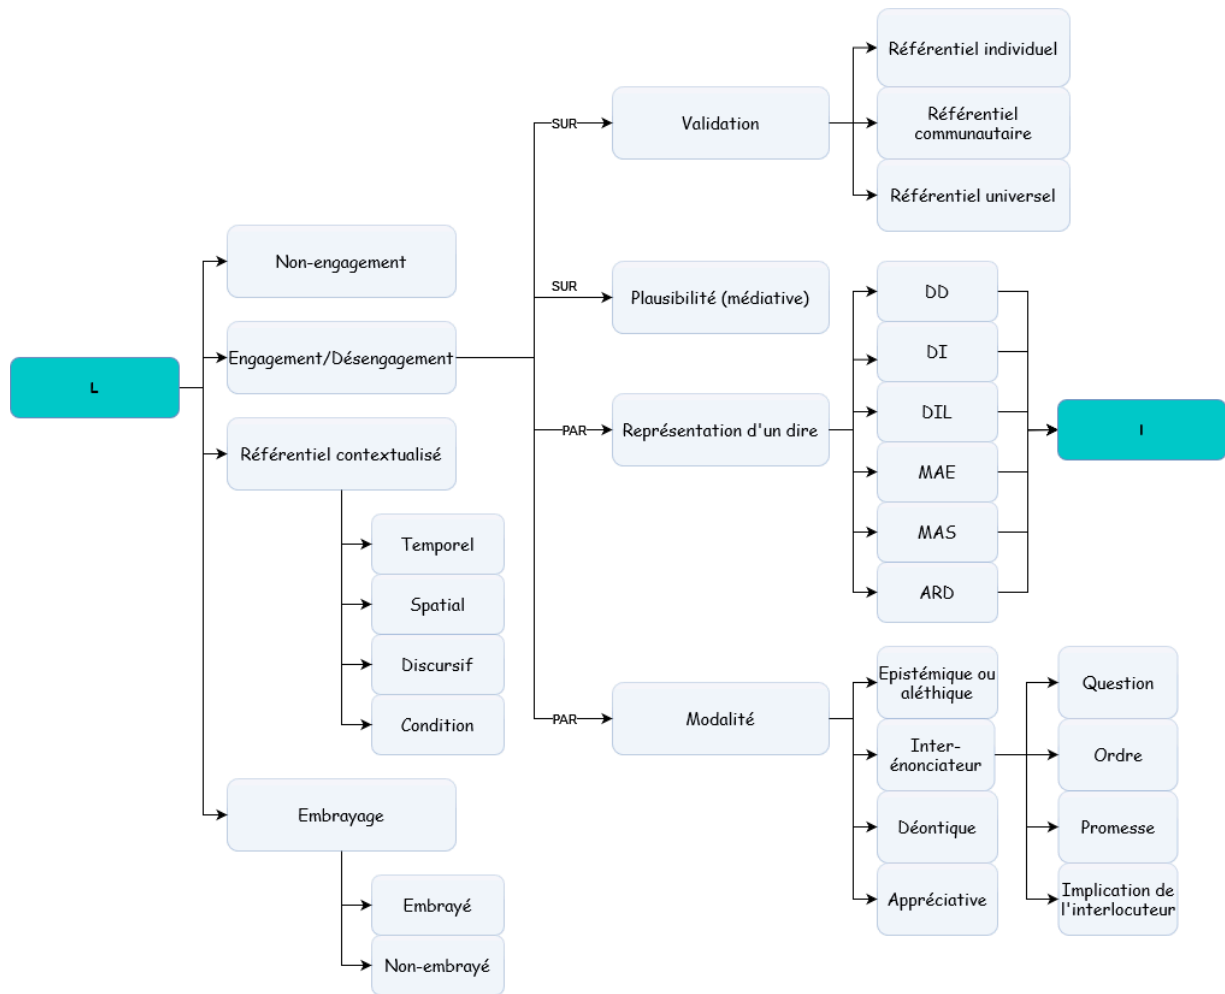 L
Non-engagement
Engagement/Désengagement
Référentiel contextualisé
Temporel
Spatial
Discursif
Condition
Embrayage
Embrayé
Non-embrayé
SUR
Validation
Référentiel individuel
Référentiel
communautaire
Référentiel universel
SUR
Plausibilité (médiative)
PAR
Représentation d'un dire
DD
DI
DIL
MAE
MAS
ARD
I
PAR
Modalité
Epistémique ou
aléthique
Inter-
énonciateur
Déontique
Appréciative
Question
Ordre
Promesse
Implication de
l'interlocuteur